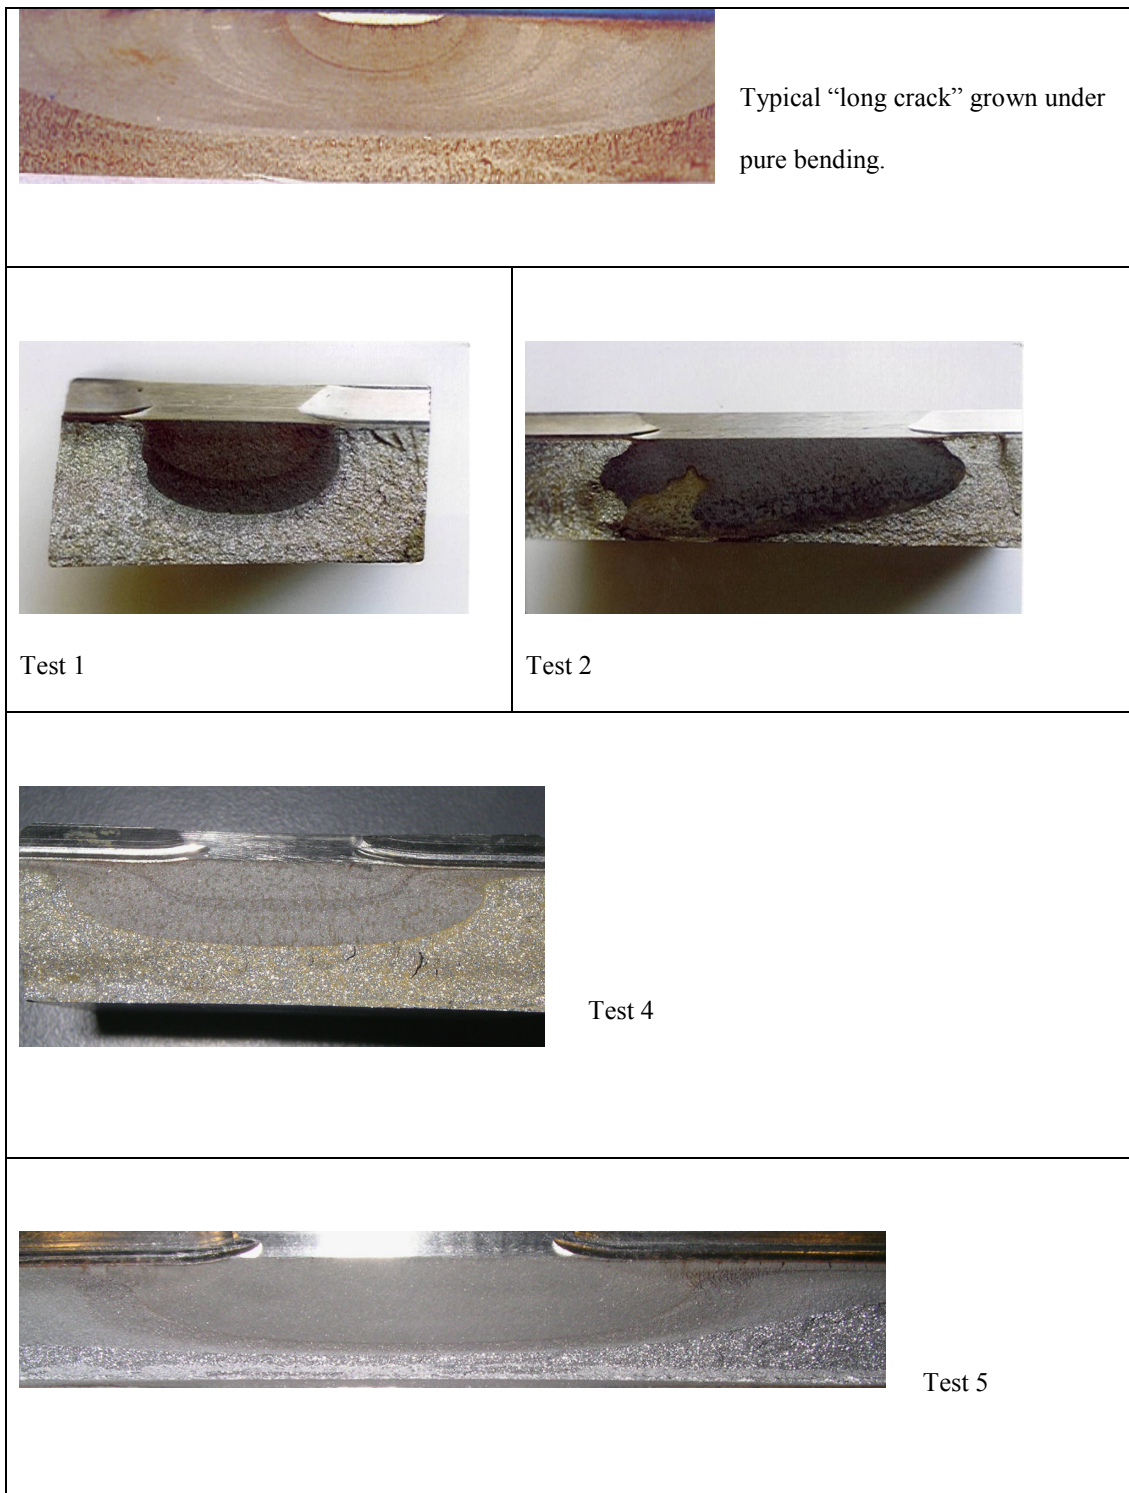 Typical “long crack” grown under
pure bending.
Test 1
Test 2
Test 4
Test 5